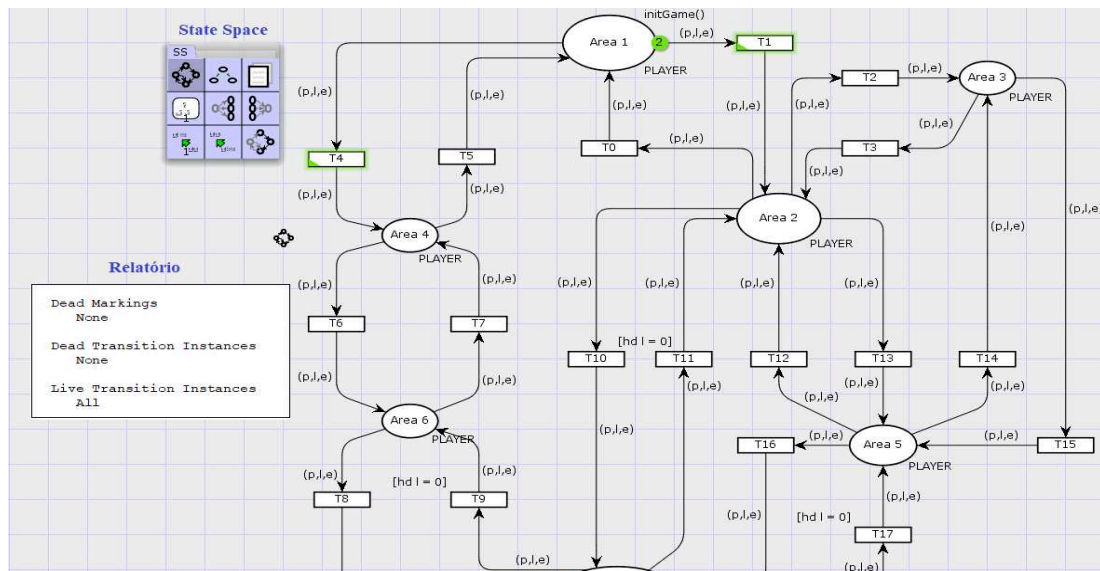 State Space
SS
1
1
Relatório
Dead Markings
None
Dead Transition Instances
None
Live Transition Instances
All
initGame()
Area 1
2
(p,l,e)
T1
PLAYER
(p,l,e)
(p,l,e)
T4
T5
(p,l,e)
(p,l,e)
Area 4
PLAYER
(p,l,e)
T0
(p,l,e)
(p,l,e)
(p,l,e)
T2
(p,l,e)
Area 3
PLAYER
T3
(p,l,e)
(p,l,e)
(p,l,e)
(p,l,e)
Area 2
PLAYER
(p,l,e)
(p,l,e)
T6
T7
(p,l,e)
(p,l,e)
Area 6
PLAYER
(p,l,e)
(p,l,e)
(p,l,e)
(p,l,e)
(p,l,e)
[hd l = 0]
T10
T11
T12
T13
T14
(p,l,e)
(p,l,e)
(p,l,e)
(p,l,e)
(p,l,e)
T16
(p,l,e)
Area 5
PLAYER
(p,l,e)
T15
(p,l,e)
(p,l,e)
[hd l = 0]
T8
T9
(p,l,e)
(p,l,e)
(p,l,e)
[hd l = 0]
T17
(p,l,e)